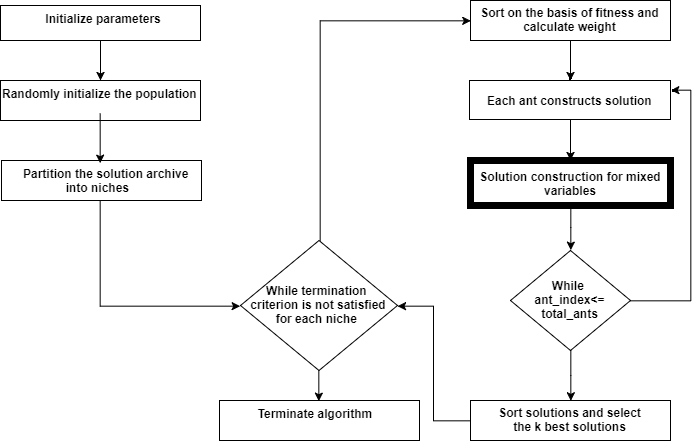 Initialize parameters
Randomly initialize the population
Partition the solution archive
into niches
While termination
criterion is not satisfied
for each niche
Terminate algorithm
Sort on the basis of fitness and
calculate weight
Each ant constructs solution
Solution construction for mixed
variables
While
ant_index<=
total_ants
Sort solutions and select
the k best solutions